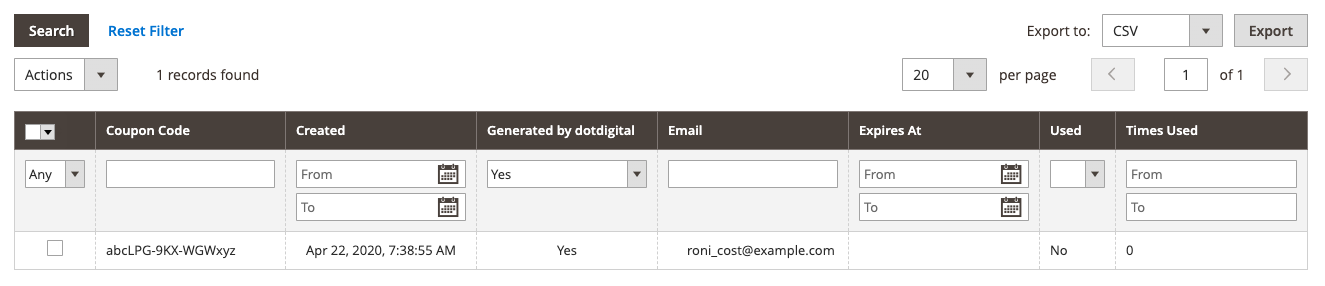 Search Reset Filter Export to: CSV Export
Actions 1 records found 20 per page 1 of 1
Coupon Code Created Generated by dotdigital Email Expires At Used Times Used
Any From Yes From From
To To To
abcLPG-9KX-WGWxyz Apr 22, 2020, 7:38:55 AM Yes roni_cost@example.com No 0